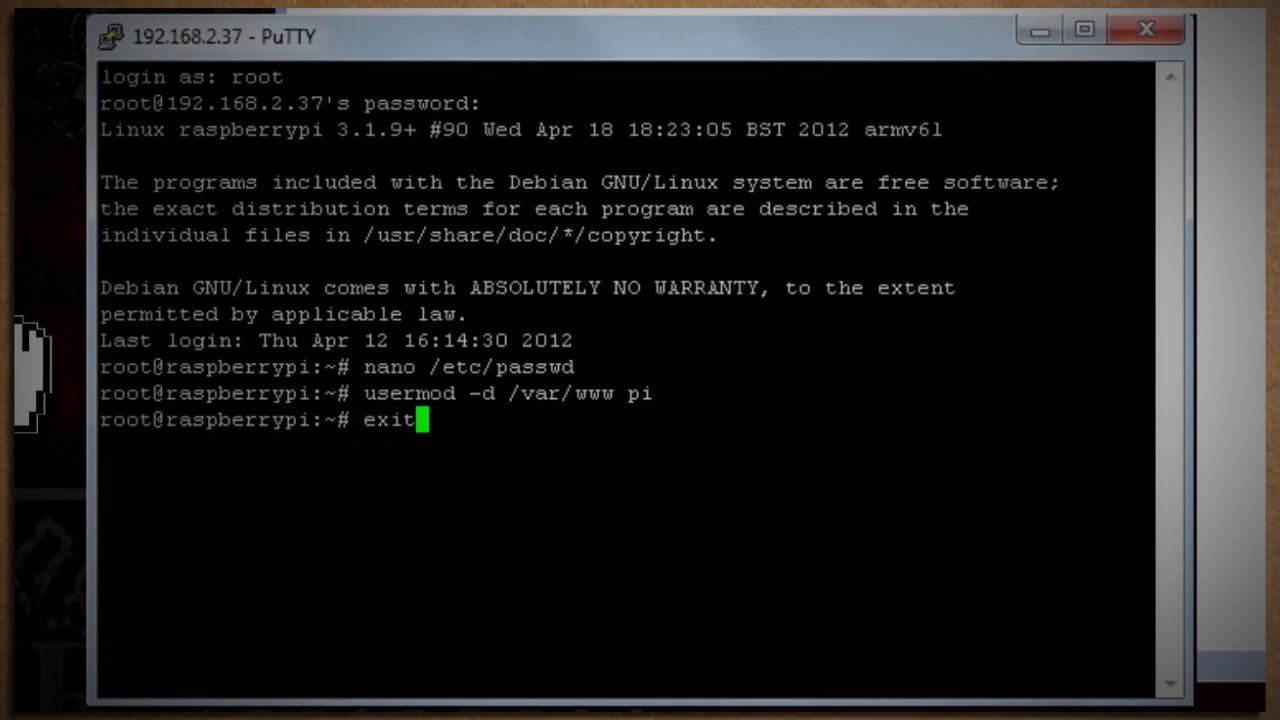 192.168.2.37 - PuTTY
login as: root
root@192.168.2.37's password:
Linux raspberrypi 3.1.9+ #90 Wed Apr 18 18:23:05 BST 2012 armv6l
The programs included with the Debian GNU/Linux system are free software;
the exact distribution terms for each program are described in the
individual files in /usr/share/doc/*/copyright.
Debian GNU/Linux comes with ABSOLUTELY NO WARRANTY, to the extent
permitted by applicable law.
Last login: Thu Apr 12 16:14:30 2012
root@raspberrypi:~# nano /etc/passwd
root@raspberrypi:~# usermod -d /var/www pi
root@raspberrypi:~# exit